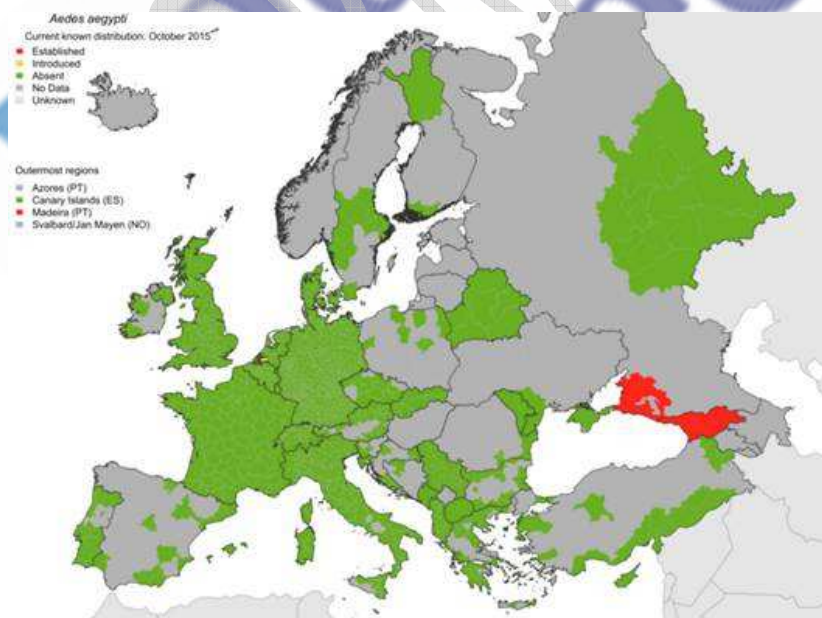 Aedes aegypti
Current known distribution: October 2015
Established
Introduced
Absent
No Data
Unknown
Outermost regions
Azores (PT)
Canary Islands (ES)
Madeira (PT)
Svalbard/Jan Mayen (NO)